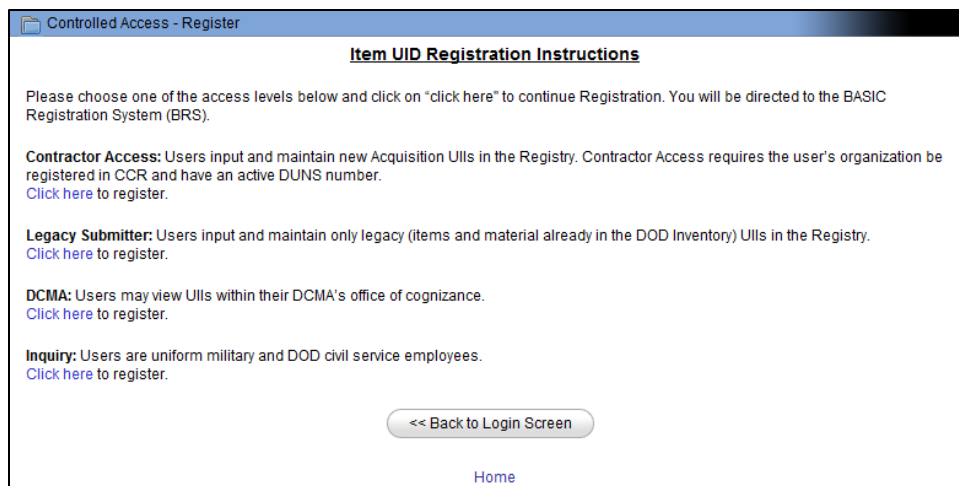 Controlled Access - Register
Item UID Registration Instructions
Please choose one of the access levels below and click on “click here” to continue Registration. You will be directed to the BASIC
Registration System (BRS).
Contractor Access: Users input and maintain new Acquisition UIIs in the Registry. Contractor Access requires the user’s organization be
registered in CCR and have an active DUNS number.
Click here to register.
Legacy Submitter: Users input and maintain only legacy (items and material already in the DOD Inventory) UIIs in the Registry.
Click here to register.
DCMA: Users may view UIIs within their DCMA’s office of cognizance.
Click here to register.
Inquiry: Users are uniform military and DOD civil service employees.
Click here to register.
<< Back to Login Screen
Home